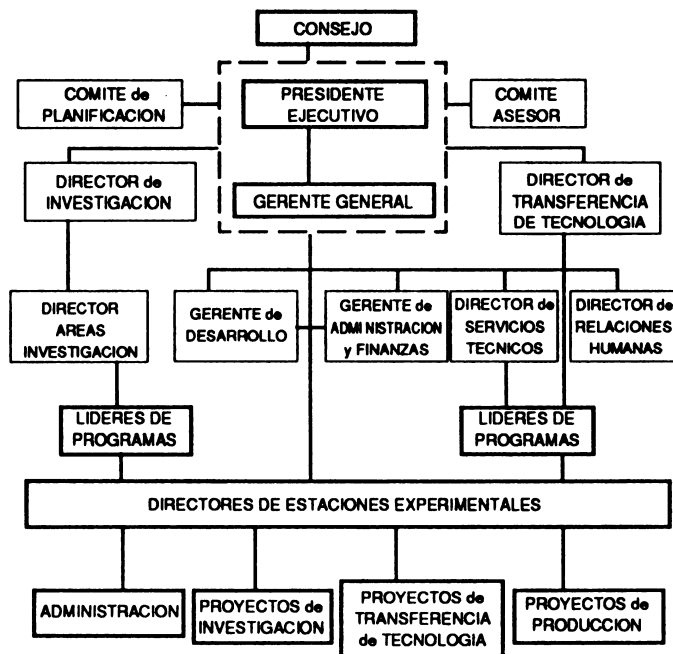 CONSEJO
COMITE de
PLANIFICACION
PRESIDENTE
EJECUTIVO
COMITE
ASESOR
DIRECTOR de
INVESTIGACION
GERENTE GENERAL
DIRECTOR de
TRANSFERENCIA
DE TECNOLOGIA
DIRECTOR
AREAS
INVESTIGACION
GERENTE de
DESARROLLO
GERENTE de
ADMINISTRACION
y FINANZAS
DIRECTOR de
SERVICIOS
TECNICOS
DIRECTOR de
RELACIONES
HUMANAS
LIDERES DE
PROGRAMAS
LIDERES DE
PROGRAMAS
DIRECTORES DE ESTACIONES EXPERIMENTALES
ADMINISTRACION
PROYECTOS de
INVESTIGACION
PROYECTOS de
TRANSFERENCIA
de TECNOLOGIA
PROYECTOS de
PRODUCCION